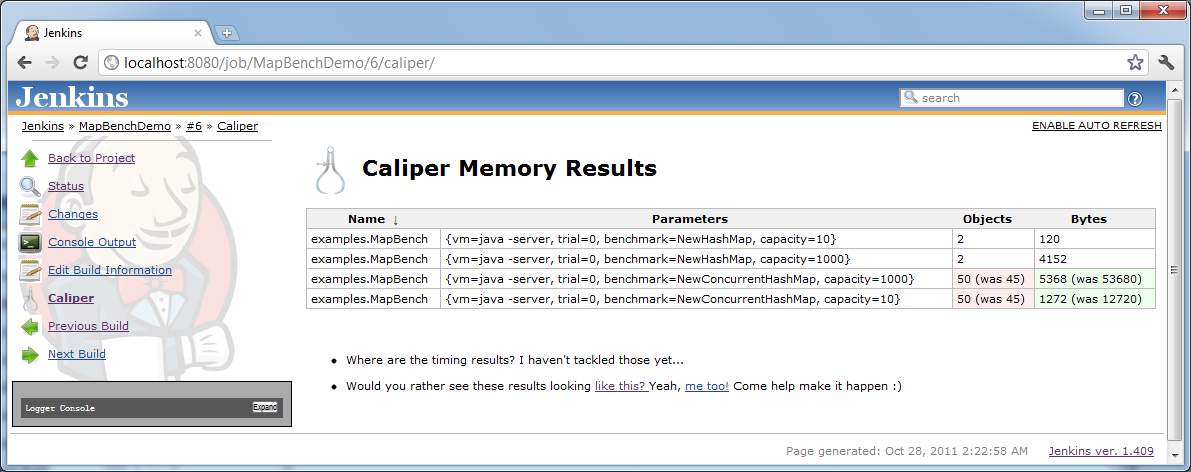 Jenkins
localhost:8080/job/MapBenchDemo/6/caliper/
Jenkins
search
Jenkins » MapBenchDemo » #6 » Caliper
ENABLE AUTO REFRESH
Back to Project
Status
Changes
Console Output
Edit Build Information
Caliper
Previous Build
Next Build
Logger Console
Expand
Caliper Memory Results
Name ↓ Parameters Objects Bytes
examples.MapBench {vm=java -server, trial=0, benchmark=NewHashMap, capacity=10} 2 120
examples.MapBench {vm=java -server, trial=0, benchmark=NewHashMap, capacity=1000} 2 4152
examples.MapBench {vm=java -server, trial=0, benchmark=NewConcurrentHashMap, capacity=1000} 50 (was 45) 5368 (was 53680)
examples.MapBench {vm=java -server, trial=0, benchmark=NewConcurrentHashMap, capacity=10} 50 (was 45) 1272 (was 12720)
• Where are the timing results? I haven't tackled those yet...
• Would you rather see these results looking like this? Yeah, me too! Come help make it happen :)
Page generated: Oct 28, 2011 2:22:58 AM Jenkins ver. 1.409